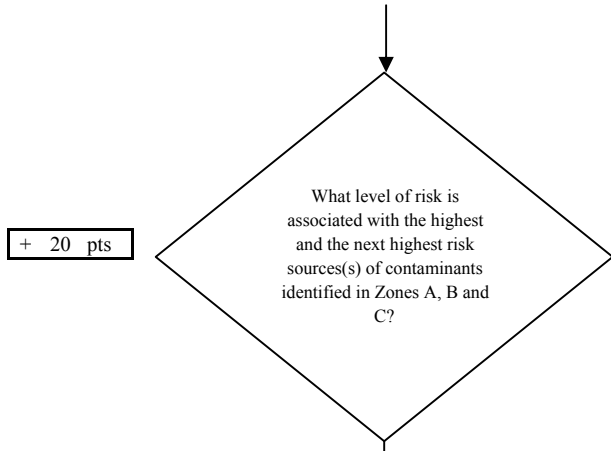 What level of risk is
associated with the highest
and the next highest risk
sources(s) of contaminants
identified in Zones A, B and
C?
+ 20 pts